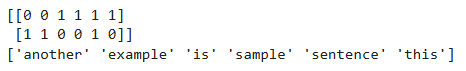 [[0 0 1 1 1 1]
 [1 1 0 0 1 0]]
['another' 'example' 'is' 'sample' 'sentence' 'this']